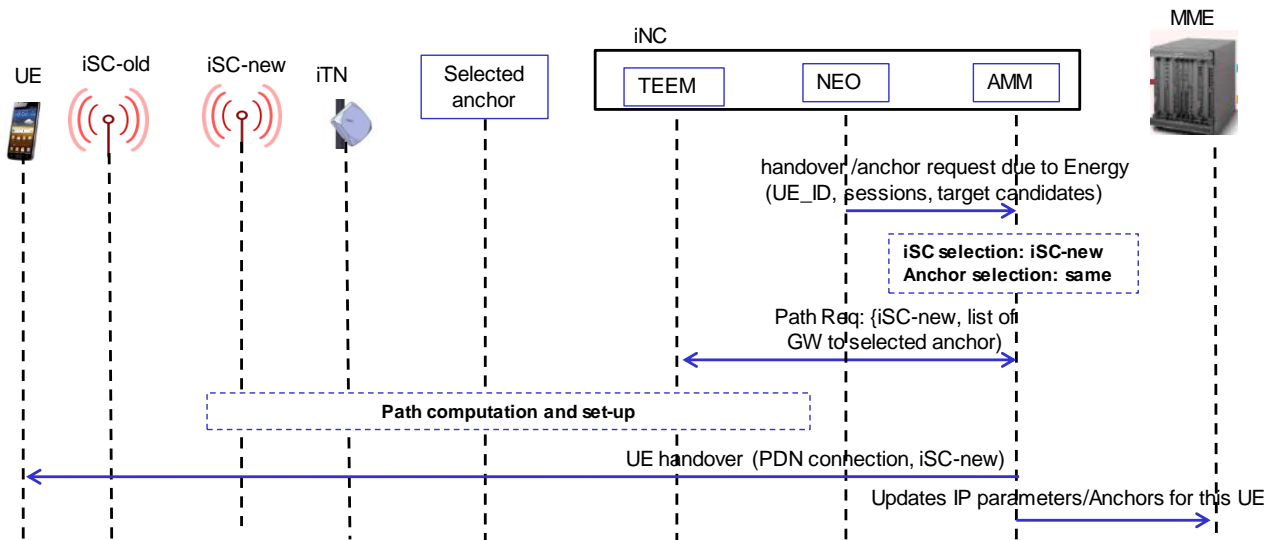 MME
iNC
UE
iSC-old
iSC-new
iTN
Selected
anchor
TEEM
NEO
AMM
handover /anchor request due to Energy
(UE_ID, sessions, target candidates)
iSC selection: iSC-new
Anchor selection: same
Path Req: {iSC-new, list of
GW to selected anchor)
Path computation and set-up
UE handover (PDN connection, iSC-new)
Updates IP parameters/Anchors for this UE